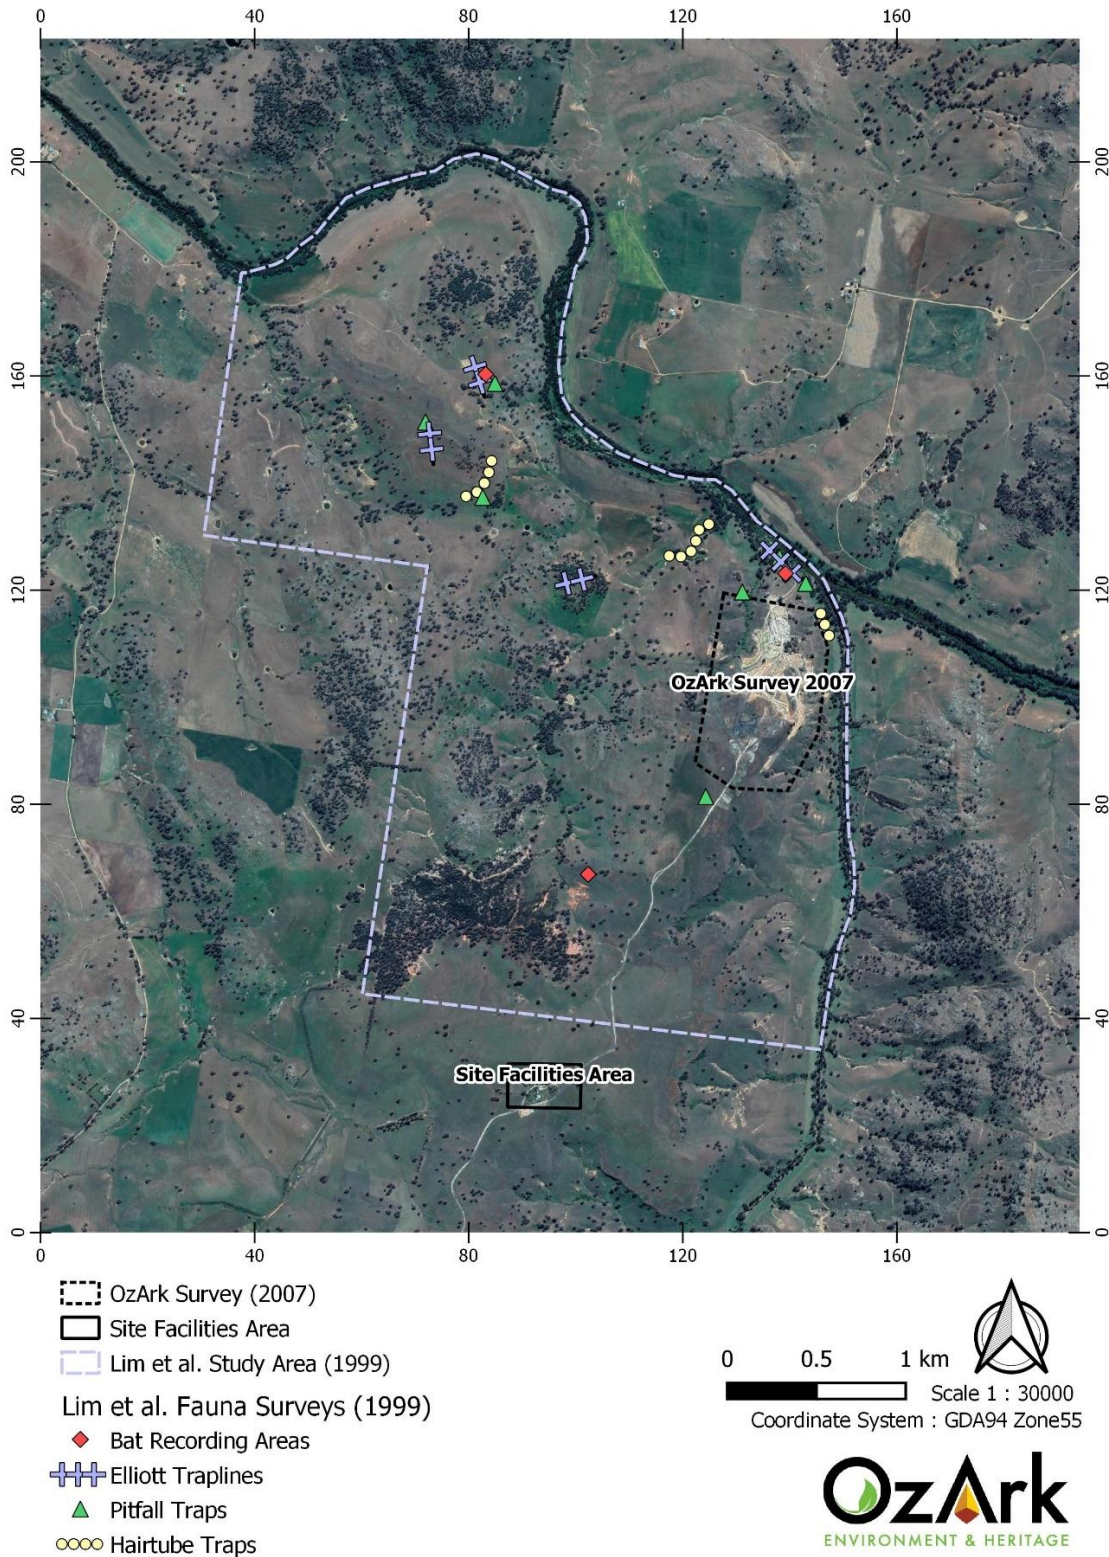 0 40 80 120 160
200 200
160 160
120 120
OzArk Survey 2007
80 80
40 40
Site Facilities Area
0 0
0 40 80 120 160
OzArk Survey (2007)
Site Facilities Area
Lim et al. Study Area (1999)
Lim et al. Fauna Surveys (1999)
Bat Recording Areas
Elliott Traplines
Pitfall Traps
Hairtube Traps
0 0.5 1 km
Scale 1 : 30000
Coordinate System : GDA94 Zone55
OzArk
ENVIRONMENT & HERITAGE